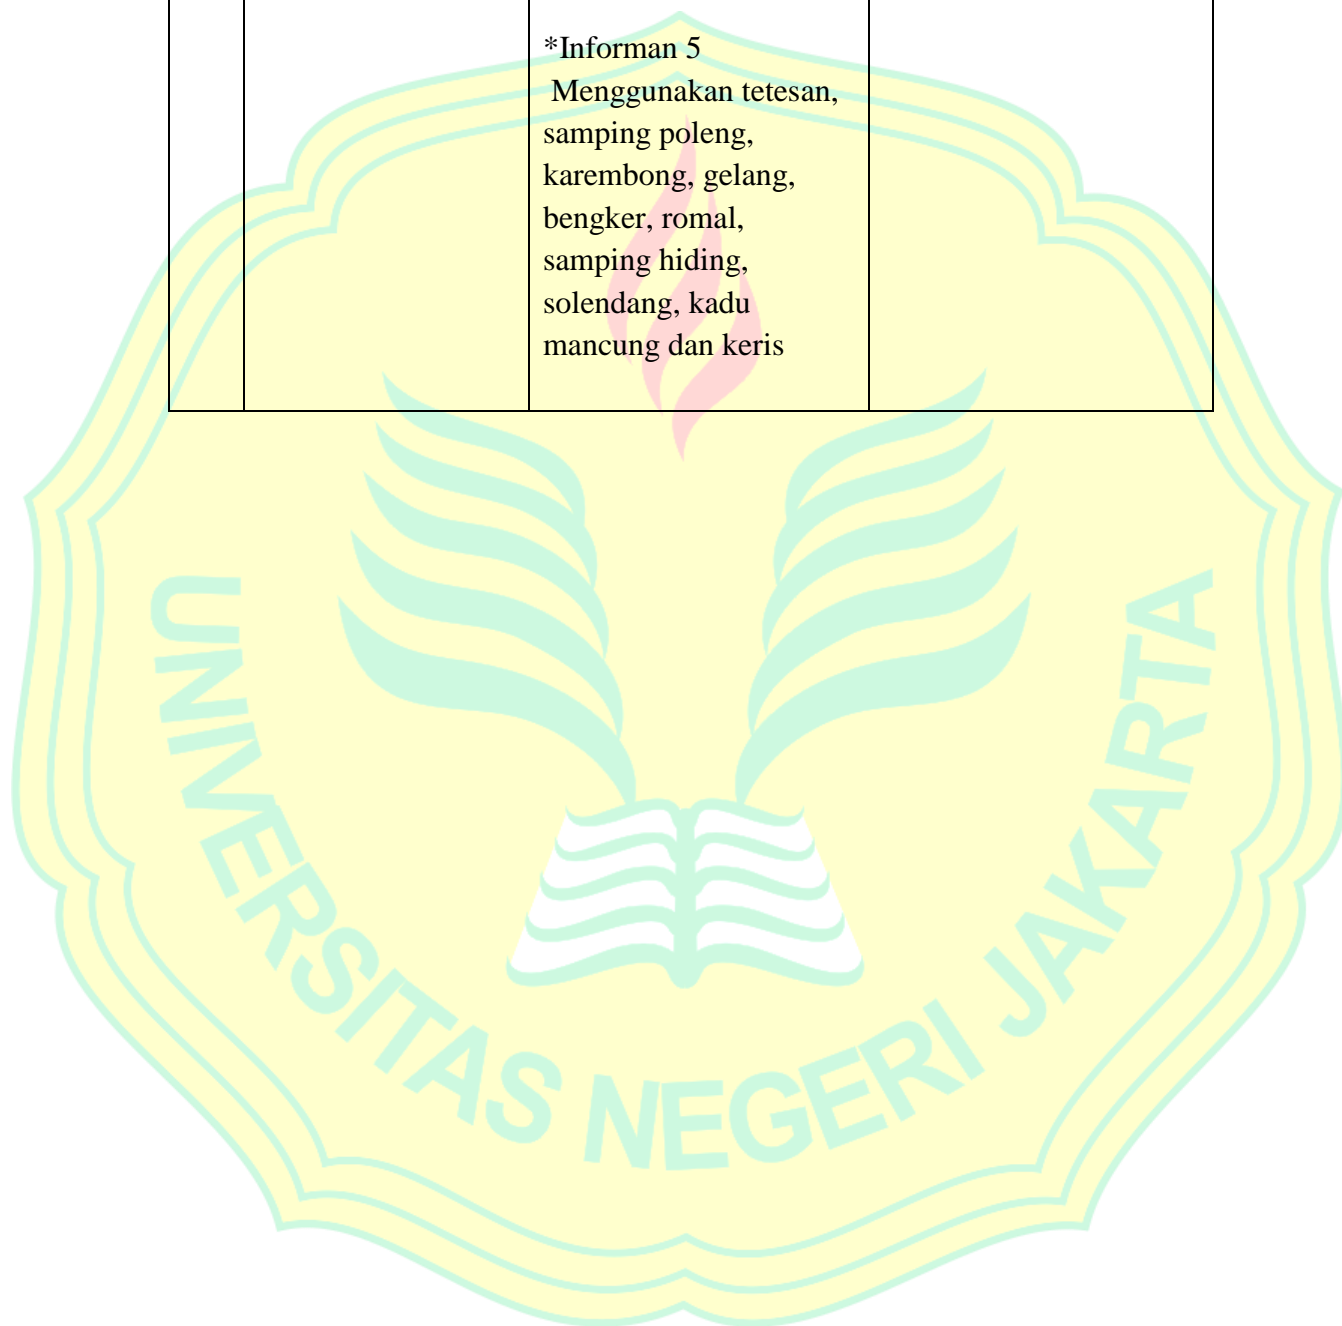 *Informan 5
Menggunakan tetesan,
samping poleng,
karembong, gelang,
bengker, romal,
samping hiding,
solendang, kadu
mancung dan keris
UNIVERSITAS NEGERI JAKARTA